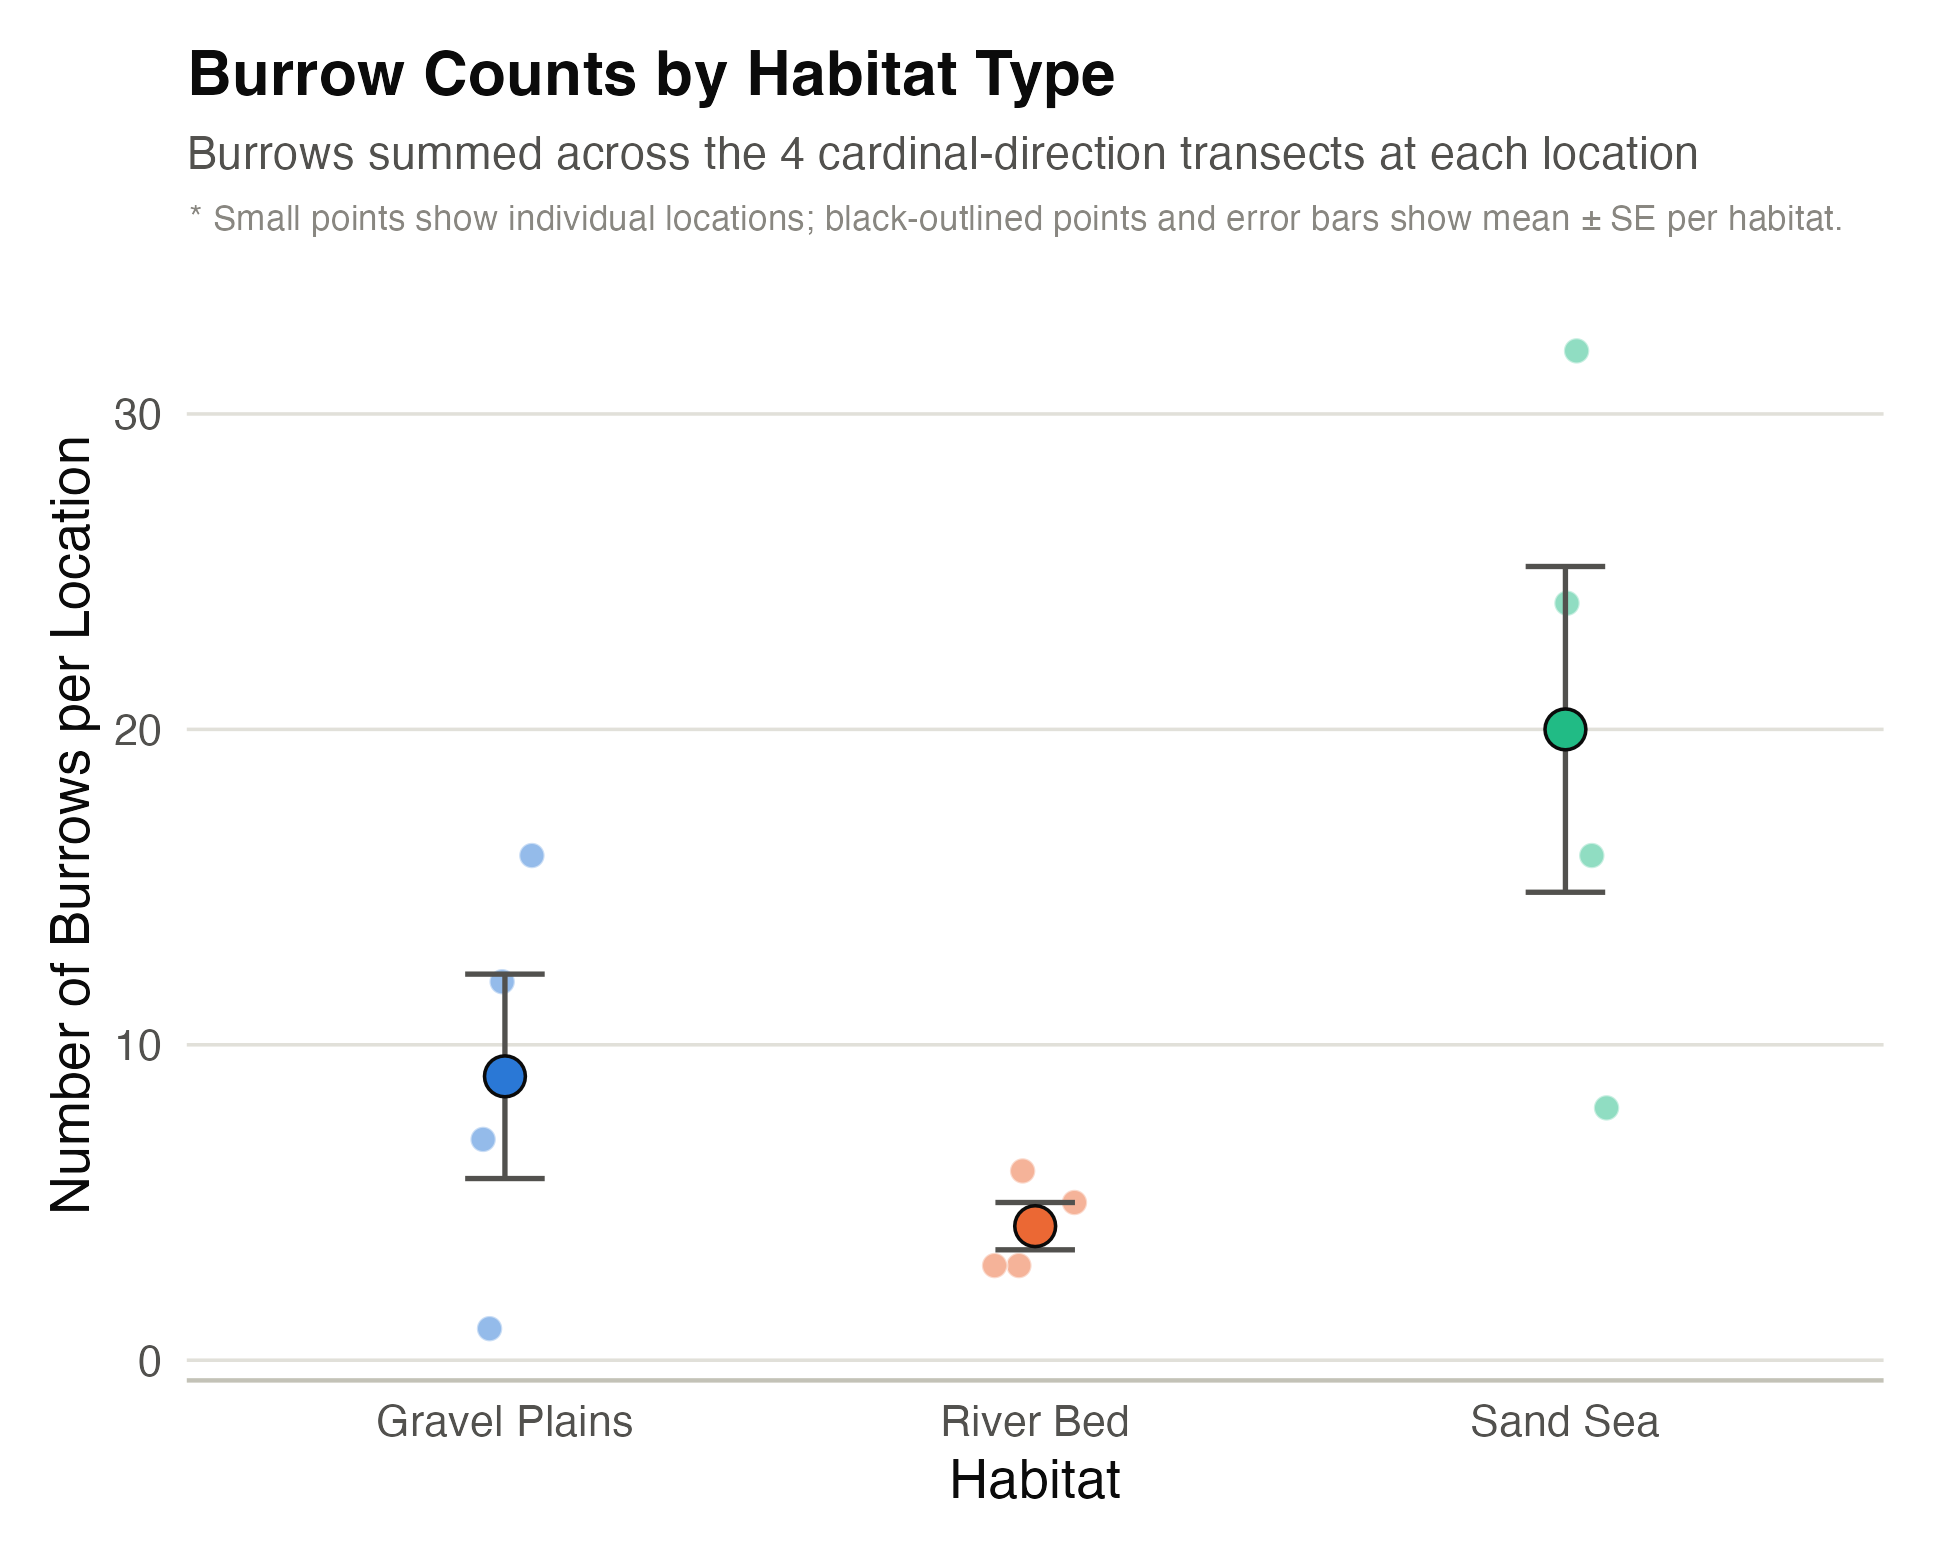 Burrow Counts by Habitat Type
Burrows summed across the 4 cardinal-direction transects at each location
* Small points show individual locations; black-outlined points and error bars show mean ± SE per habitat.
Number of Burrows per Location
30
20
10
0
Gravel Plains
River Bed
Sand Sea
Habitat